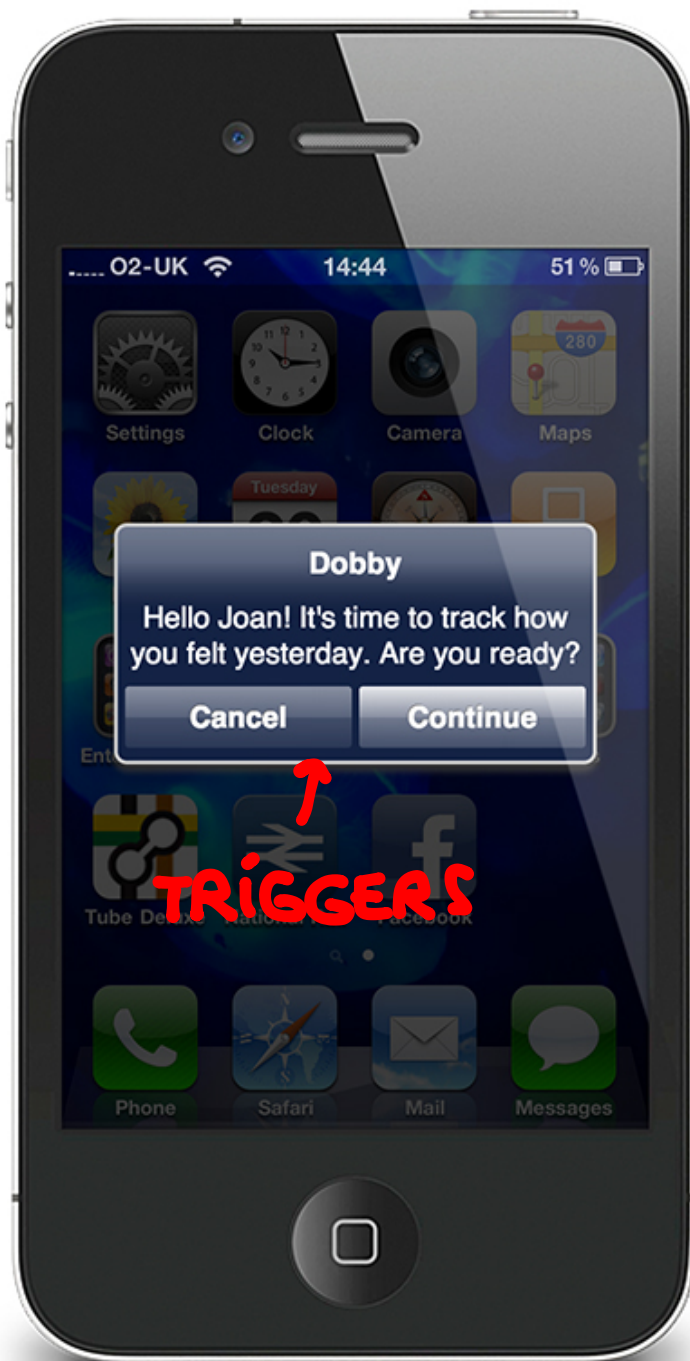 ..... O2-UK 14:44 51 %
280
Settings Clock Camera Maps
Tuesday
Dobby
Hello Joan! It's time to track how
you felt yesterday. Are you ready?
Cancel Continue
TRiGGERS
Tube Facebook
Phone Safari Mail Messages